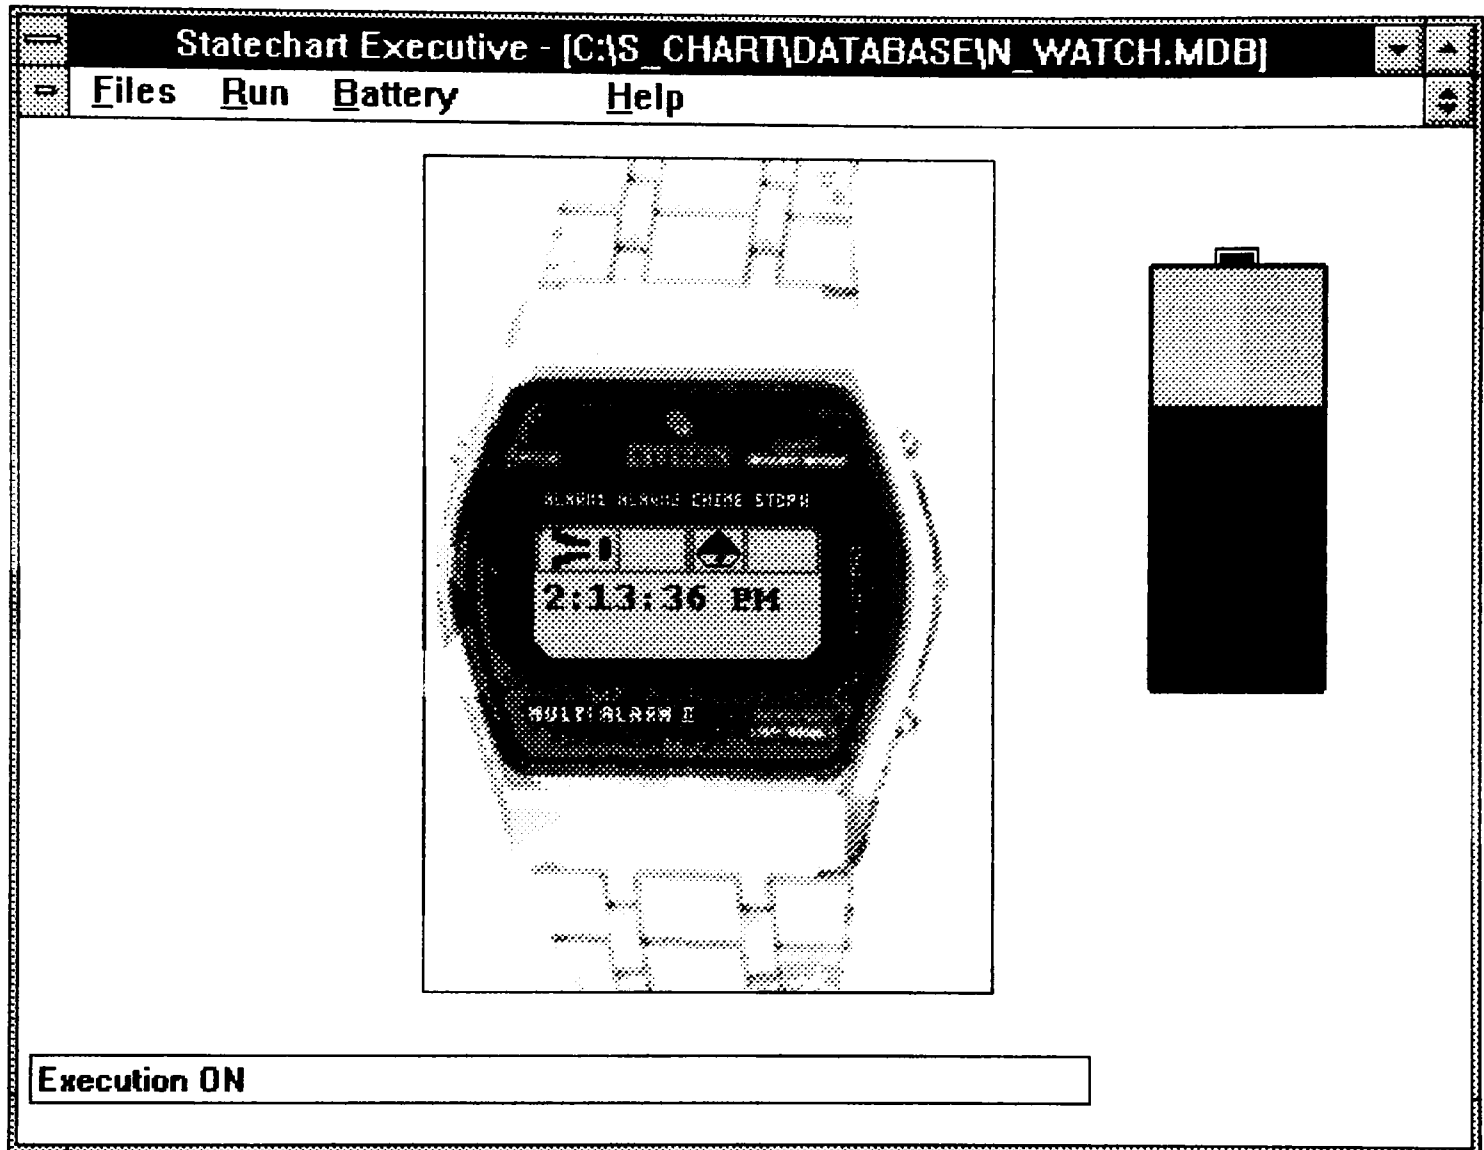 Statechart Executive - [C:\S_CHART\DATABASE\N_WATCH.MDB]
Files Run Battery Help
ALARM1 ALARM2 CHIME STOPW
2:13:36 PM
MULTI ALARM II
Execution ON